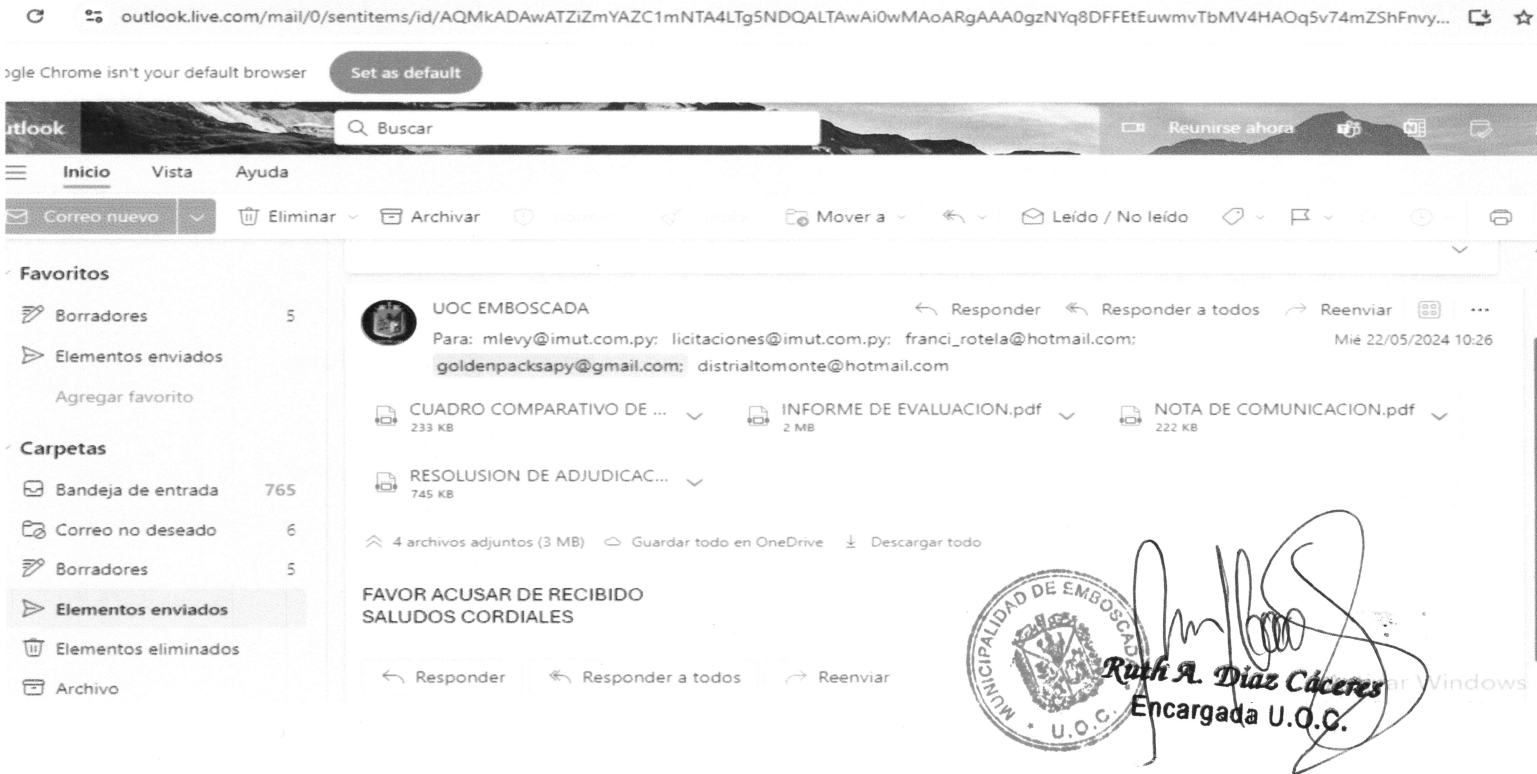 outlook.live.com/mail/0/sentitems/id/AQMkADAwATZiZmYAZC1mNTA4LTg5NDQALTAwAi0wMAoARgAAA0gzNYq8DFFEtEuwmvTbMV4HAOq5v74mZShFnvy...
ogle Chrome isn't your default browser Set as default
utlook Buscar Reunirse ahora
Inicio Vista Ayuda
Correo nuevo Eliminar Archivar Mover a Leído / No leído
Favoritos
Borradores 5
Elementos enviados
Agregar favorito
Carpetas
Bandeja de entrada 765
Correo no deseado 6
Borradores 5
Elementos enviados
Elementos eliminados
Archivo
UOC EMBOSCADA Responder Responder a todos Reenviar ...
Para: mlevy@imut.com.py; licitaciones@imut.com.py; franci_rotela@hotmail.com; Mié 22/05/2024 10:26
goldenpacksapy@gmail.com; distrialtomonte@hotmail.com
CUADRO COMPARATIVO DE ... INFORME DE EVALUACION.pdf NOTA DE COMUNICACION.pdf
233 KB 2 MB 222 KB
RESOLUSION DE ADJUDICAC...
745 KB
4 archivos adjuntos (3 MB) Guardar todo en OneDrive Descargar todo
FAVOR ACUSAR DE RECIBIDO
SALUDOS CORDIALES
Responder Responder a todos Reenviar
MUNICIPALIDAD DE EMBOSCADA
U.O.C.
Ruth A. Díaz Cáceres
Encargada U.O.C.
Windows